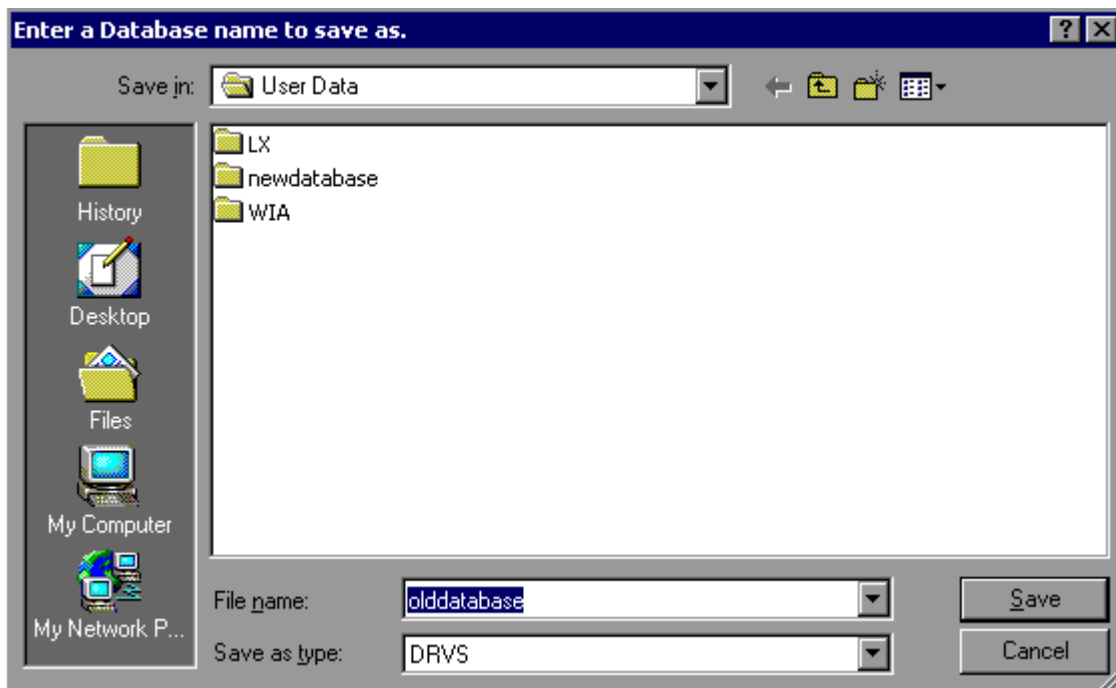 Enter a Database name to save as.
Save in: User Data
LX
newdatabase
WIA
History
Desktop
Files
My Computer
My Network P...
File name: olddatabase Save
Save as type: DRVS Cancel